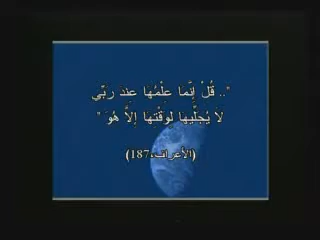 ".. قُلْ إِنَّمَا عِلْمُهَا عِندَ رَبِّي
لَا يُجَلِّيهَا لِوَقْتِهَا إِلَّا هُوَ "
(الأعراف،187)